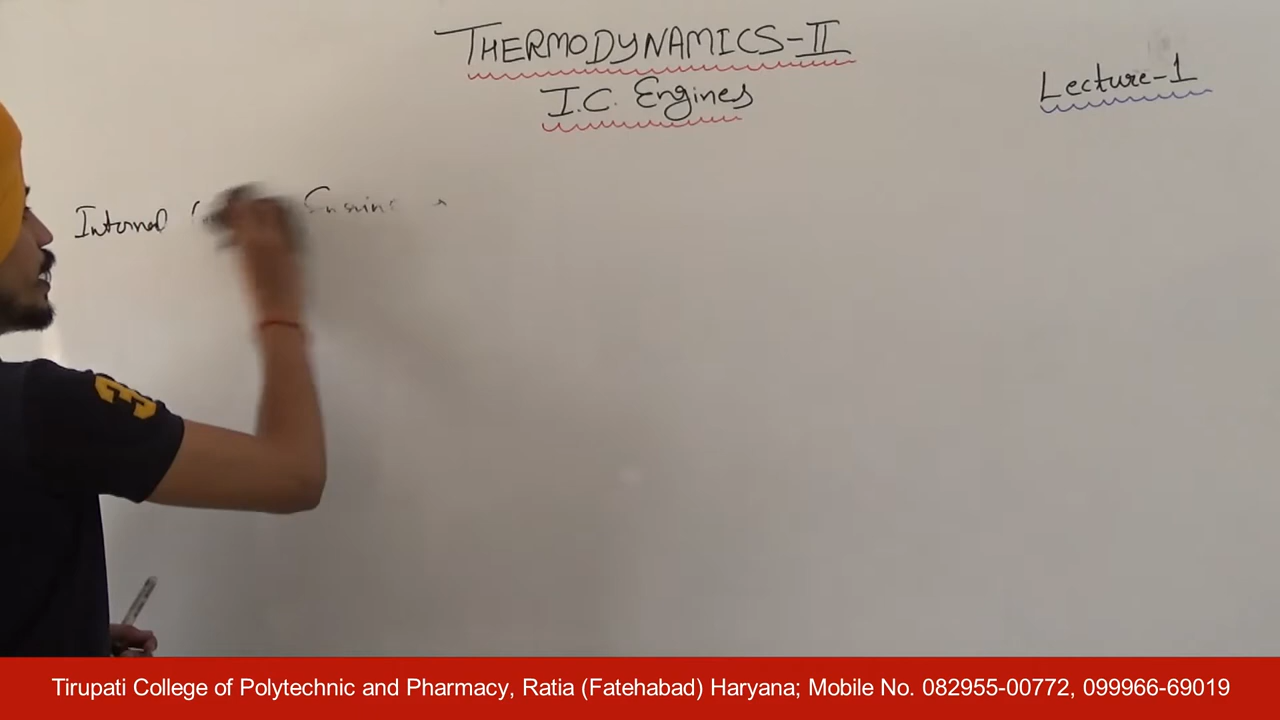 THERMODYNAMICS-II
I.C. Engines
Lecture-1
Internal
Tirupati College of Polytechnic and Pharmacy, Ratia (Fatehabad) Haryana; Mobile No. 082955-00772, 099966-69019